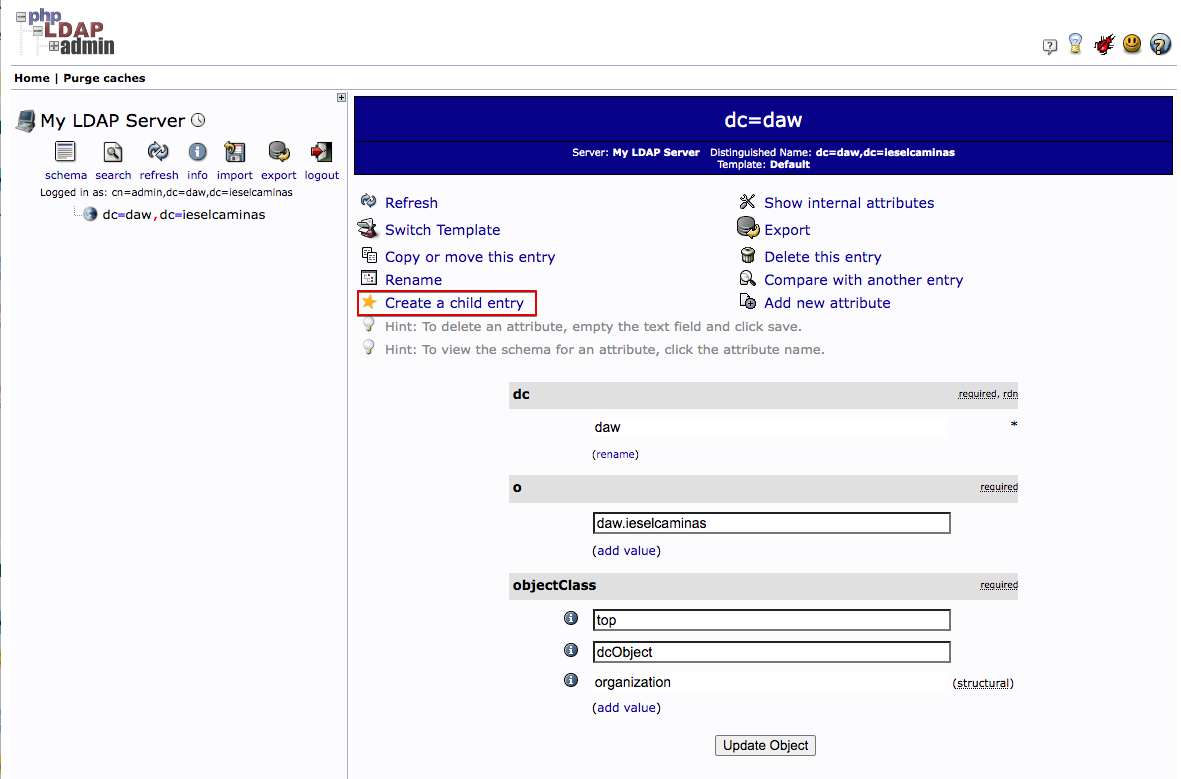 php
LDAP
admin
Home | Purge caches
My LDAP Server
schema search refresh info import export logout
Logged in as: cn=admin,dc=daw,dc=ieselcaminas
dc=daw,dc=ieselcaminas
dc=daw
Server: My LDAP Server Distinguished Name: dc=daw,dc=ieselcaminas
Template: Default
Refresh
Show internal attributes
Switch Template
Export
Copy or move this entry
Delete this entry
Rename
Compare with another entry
Create a child entry
Add new attribute
Hint: To delete an attribute, empty the text field and click save.
Hint: To view the schema for an attribute, click the attribute name.
dc required, rdn
daw *
(rename)
o required
daw.ieselcaminas
(add value)
objectClass required
top
dcObject
organization (structural)
(add value)
Update Object